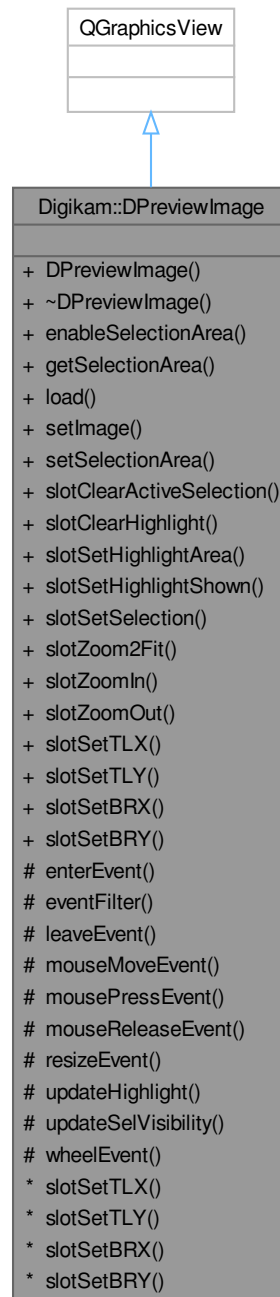 QGraphicsView
Digikam::DPreviewImage
+ DPreviewImage()
+ ~DPreviewImage()
+ enableSelectionArea()
+ getSelectionArea()
+ load()
+ setImage()
+ setSelectionArea()
+ slotClearActiveSelection()
+ slotClearHighlight()
+ slotSetHighlightArea()
+ slotSetHighlightShown()
+ slotSetSelection()
+ slotZoom2Fit()
+ slotZoomIn()
+ slotZoomOut()
+ slotSetTLX()
+ slotSetTLY()
+ slotSetBRX()
+ slotSetBRY()
# enterEvent()
# eventFilter()
# leaveEvent()
# mouseMoveEvent()
# mousePressEvent()
# mouseReleaseEvent()
# resizeEvent()
# updateHighlight()
# updateSelVisibility()
# wheelEvent()
* slotSetTLX()
* slotSetTLY()
* slotSetBRX()
* slotSetBRY()